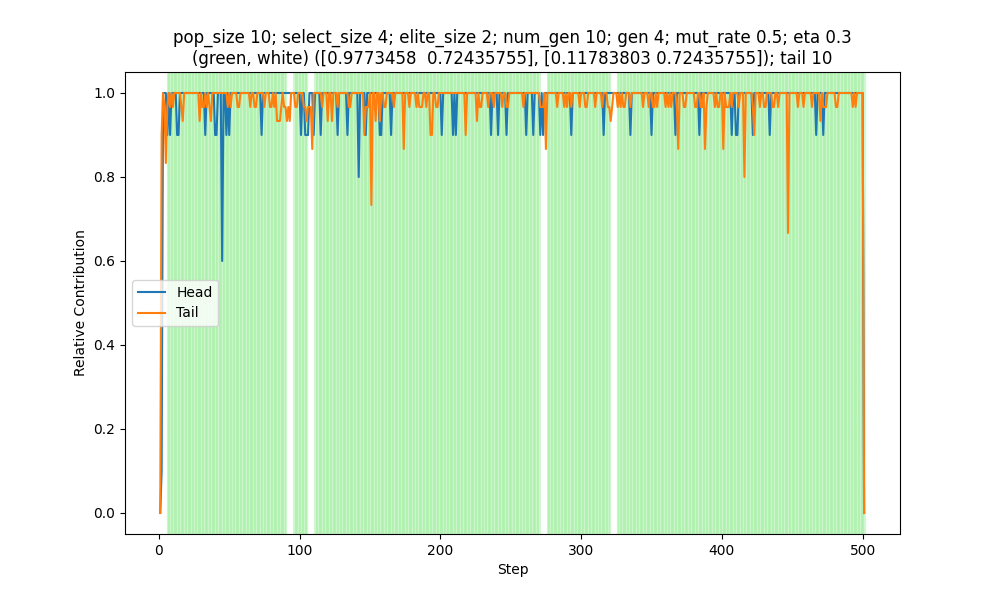 pop_size 10; select_size 4; elite_size 2; num_gen 10; gen 4; mut_rate 0.5; eta 0.3
(green, white) ([0.9773458  0.72435755], [0.11783803 0.72435755]); tail 10
1.0
0.8
0.6
0.4
0.2
0.0
Relative Contribution
Head
Tail
0
100
200
300
400
500
Step